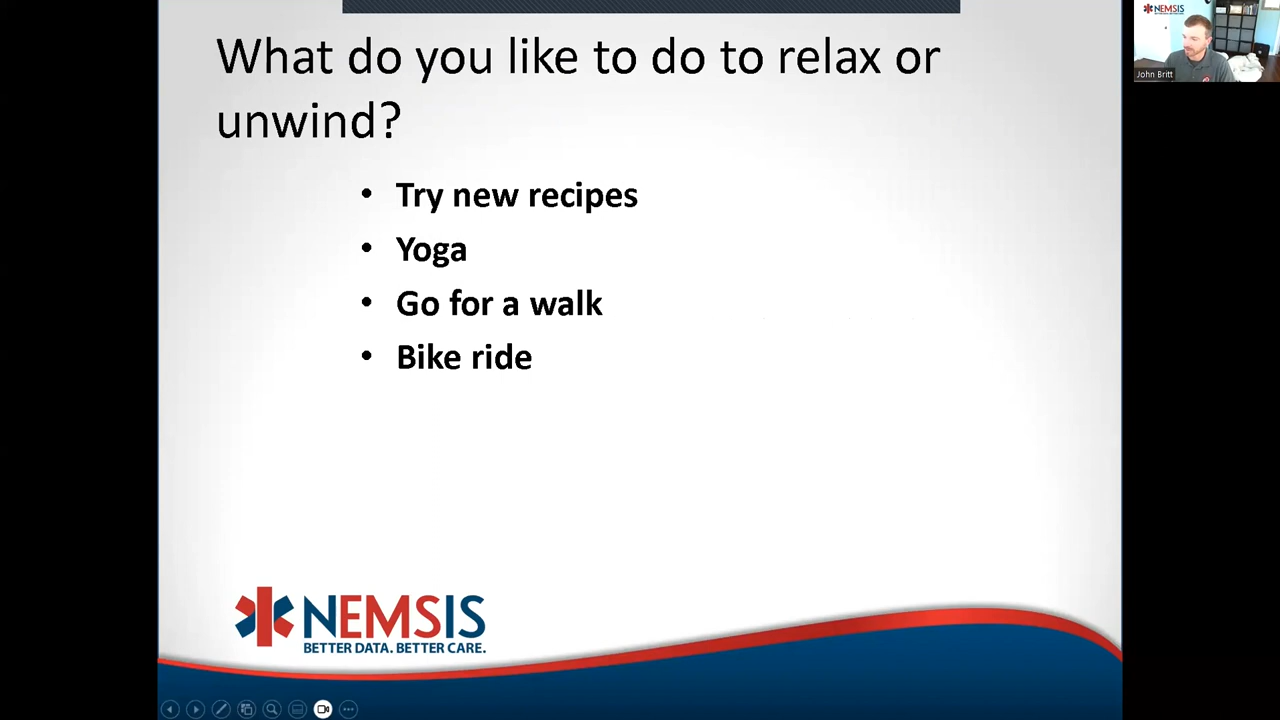 What do you like to do to relax or
unwind?
• Try new recipes
• Yoga
• Go for a walk
• Bike ride
NEMSIS
BETTER DATA. BETTER CARE.
NEMSIS
John Britt